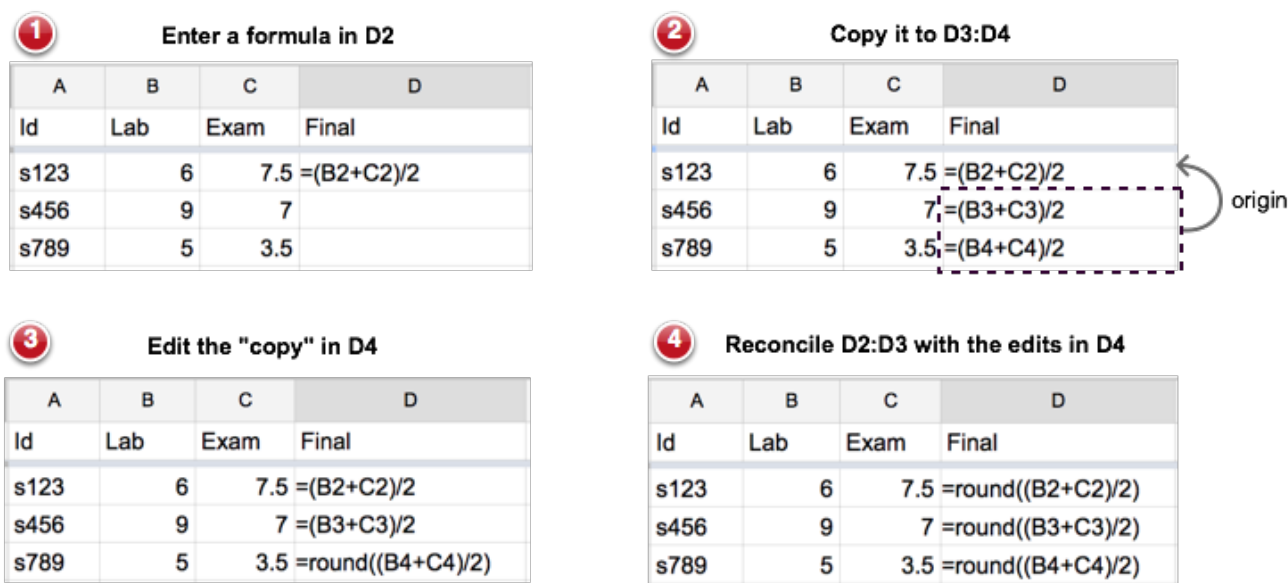 1 Enter a formula in D2
A B C D
Id Lab Exam Final
s123 6 7.5 =(B2+C2)/2
s456 9 7
s789 5 3.5
2 Copy it to D3:D4
A B C D
Id Lab Exam Final
s123 6 7.5 =(B2+C2)/2
s456 9 7 =(B3+C3)/2
s789 5 3.5 =(B4+C4)/2
origin
3 Edit the "copy" in D4
A B C D
Id Lab Exam Final
s123 6 7.5 =(B2+C2)/2
s456 9 7 =(B3+C3)/2
s789 5 3.5 =round((B4+C4)/2)
4 Reconcile D2:D3 with the edits in D4
A B C D
Id Lab Exam Final
s123 6 7.5 =round((B2+C2)/2)
s456 9 7 =round((B3+C3)/2)
s789 5 3.5 =round((B4+C4)/2)